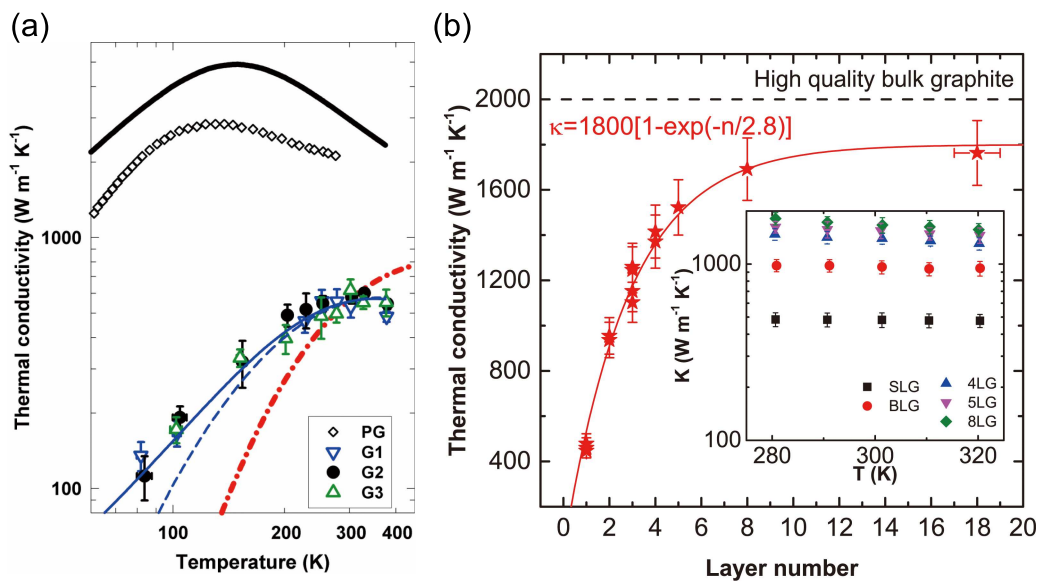 (a)
Thermal conductivity (W m⁻¹ K⁻¹)
1000
100
PG
G1
G2
G3
100
200
300
400
Temperature (K)
(b)
Thermal conductivity (W m⁻¹ K⁻¹)
2000
1600
1200
800
400
High quality bulk graphite
κ=1800[1-exp(-n/2.8)]
K (W m⁻¹ K⁻¹)
1000
100
SLG
BLG
4LG
5LG
8LG
280
290
300
310
320
T (K)
0 2 4 6 8 10 12 14 16 18 20
Layer number